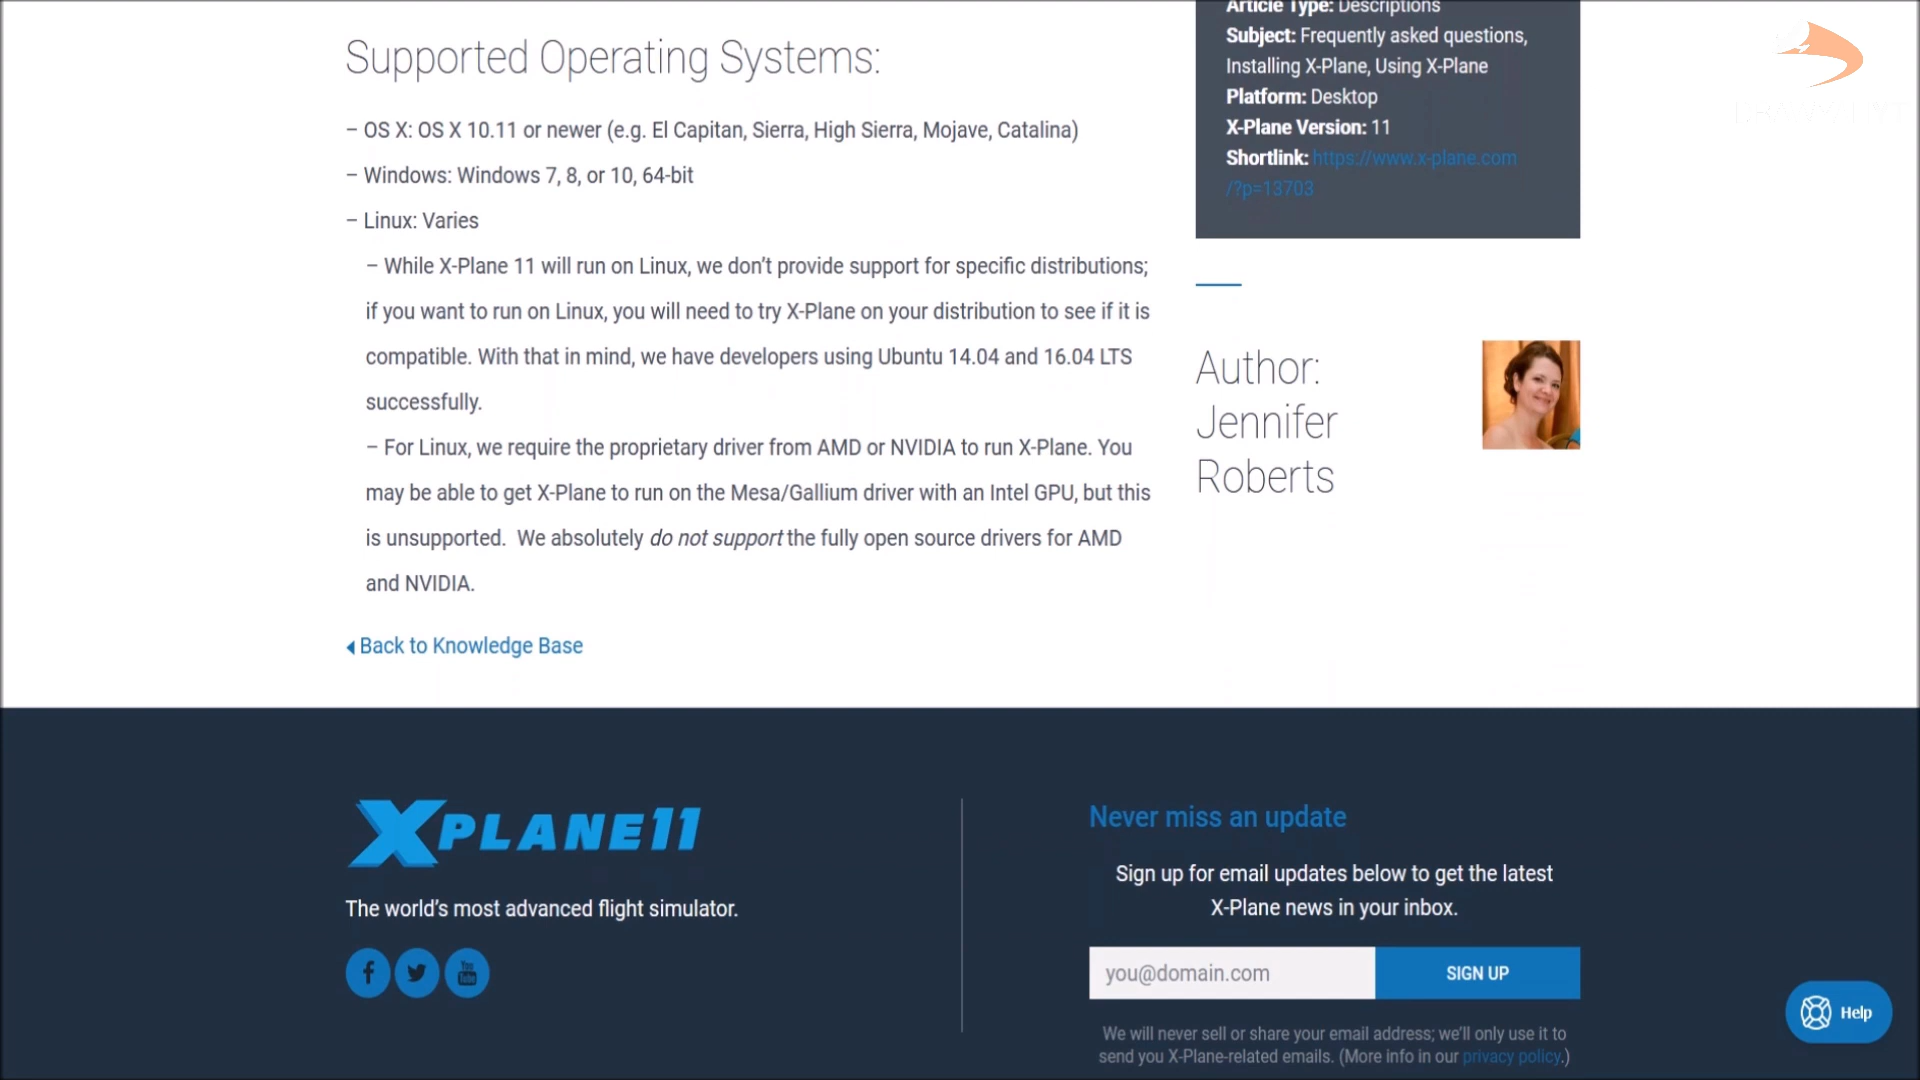 Supported Operating Systems:
– OS X: OS X 10.11 or newer (e.g. El Capitan, Sierra, High Sierra, Mojave, Catalina)
– Windows: Windows 7, 8, or 10, 64-bit
– Linux: Varies
– While X-Plane 11 will run on Linux, we don’t provide support for specific distributions;
if you want to run on Linux, you will need to try X-Plane on your distribution to see if it is
compatible. With that in mind, we have developers using Ubuntu 14.04 and 16.04 LTS
successfully.
– For Linux, we require the proprietary driver from AMD or NVIDIA to run X-Plane. You
may be able to get X-Plane to run on the Mesa/Gallium driver with an Intel GPU, but this
is unsupported. We absolutely do not support the fully open source drivers for AMD
and NVIDIA.
Back to Knowledge Base
Article Type: Descriptions
Subject: Frequently asked questions,
Installing X-Plane, Using X-Plane
Platform: Desktop
X-Plane Version: 11
Shortlink: https://www.x-plane.com
/?p=13703
Author:
Jennifer
Roberts
XPLANE11
The world’s most advanced flight simulator.
You
Tube
Never miss an update
Sign up for email updates below to get the latest
X-Plane news in your inbox.
you@domain.com
SIGN UP
We will never sell or share your email address; we’ll only use it to
send you X-Plane-related emails. (More info in our privacy policy.)
Help